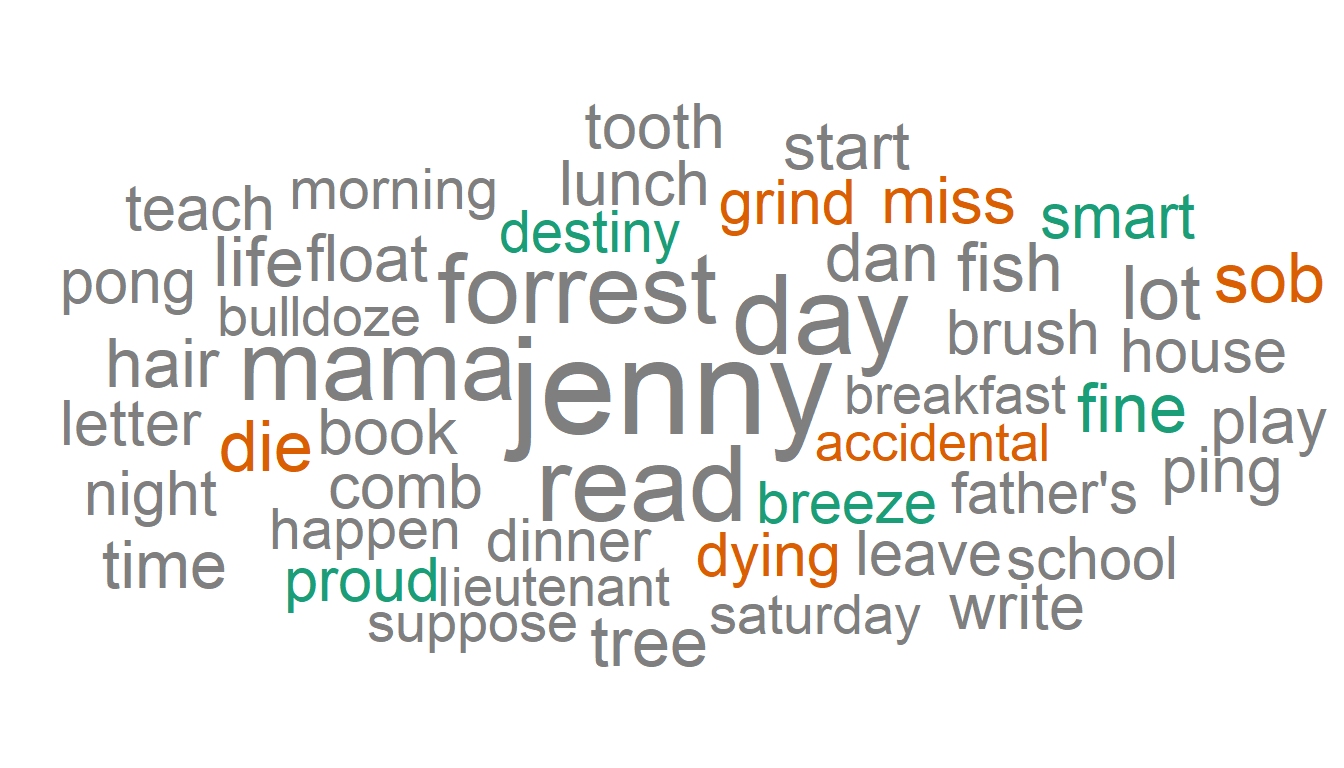 tooth
start
lunch
morning
teach
grind
miss
smart
destiny
life
float
dan
fish
sob
pong
forrest
day
lot
bulldoze
brush
house
hair
mama
jenny
breakfast
fine
play
letter
die
book
accidental
ping
night
comb
read
breeze
father's
happen
dinner
dying
leave
school
time
proud
lieutenant
suppose
saturday
write
tree